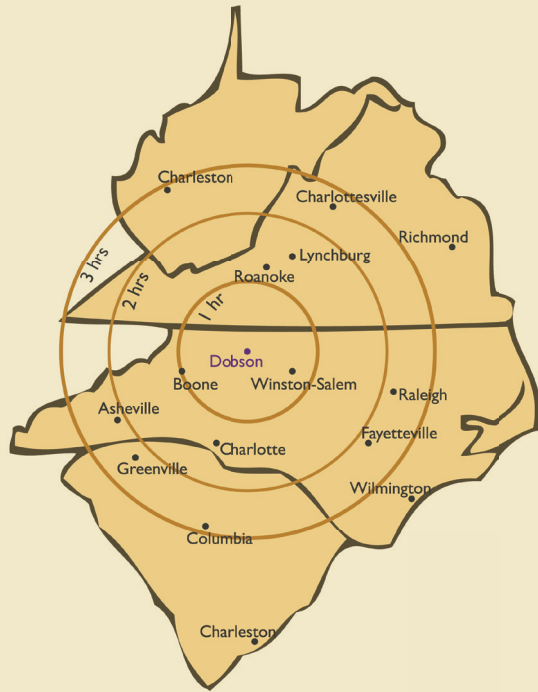 Charleston
Charlottesville
Richmond
3 hrs
2 hrs
1 hr
Lynchburg
Roanoke
Dobson
Boone
Winston-Salem
Raleigh
Asheville
Fayetteville
Charlotte
Greenville
Wilmington
Columbia
Charleston